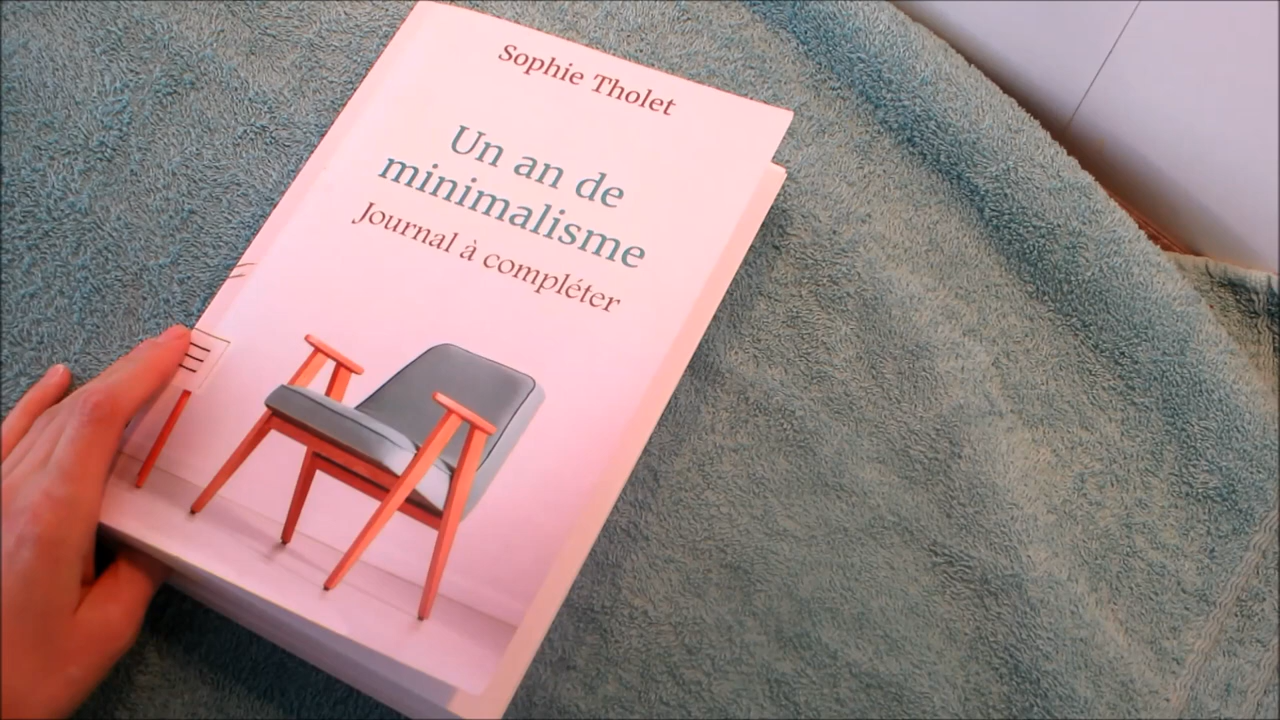 Sophie Tholet
Un an de
minimalisme
Journal à compléter